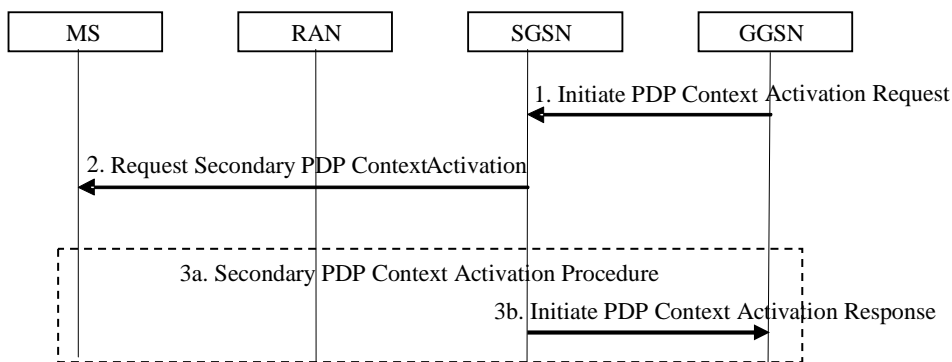 MS
RAN
SGSN
GGSN
1. Initiate PDP Context Activation Request
2. Request Secondary PDP ContextActivation
3a. Secondary PDP Context Activation Procedure
3b. Initiate PDP Context Activation Response